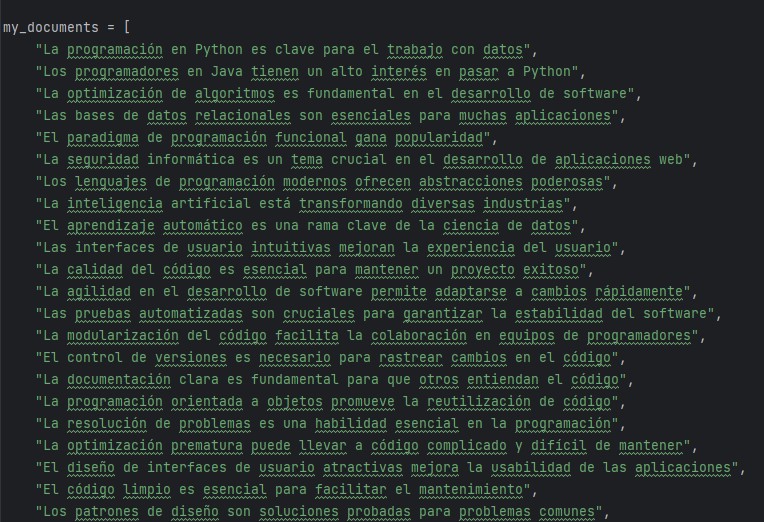 my_documents = [
"La programación en Python es clave para el trabajo con datos",
"Los programadores en Java tienen un alto interés en pasar a Python",
"La optimización de algoritmos es fundamental en el desarrollo de software",
"Las bases de datos relacionales son esenciales para muchas aplicaciones",
"El paradigma de programación funcional gana popularidad",
"La seguridad informática es un tema crucial en el desarrollo de aplicaciones web",
"Los lenguajes de programación modernos ofrecen abstracciones poderosas",
"La inteligencia artificial está transformando diversas industrias",
"El aprendizaje automático es una rama clave de la ciencia de datos",
"Las interfaces de usuario intuitivas mejoran la experiencia del usuario",
"La calidad del código es esencial para mantener un proyecto exitoso",
"La agilidad en el desarrollo de software permite adaptarse a cambios rápidamente",
"Las pruebas automatizadas son cruciales para garantizar la estabilidad del software",
"La modularización del código facilita la colaboración en equipos de programadores",
"El control de versiones es necesario para rastrear cambios en el código",
"La documentación clara es fundamental para que otros entiendan el código",
"La programación orientada a objetos promueve la reutilización de código",
"La resolución de problemas es una habilidad esencial en la programación",
"La optimización prematura puede llevar a código complicado y difícil de mantener",
"El diseño de interfaces de usuario atractivas mejora la usabilidad de las aplicaciones",
"El código limpio es esencial para facilitar el mantenimiento",
"Los patrones de diseño son soluciones probadas para problemas comunes",